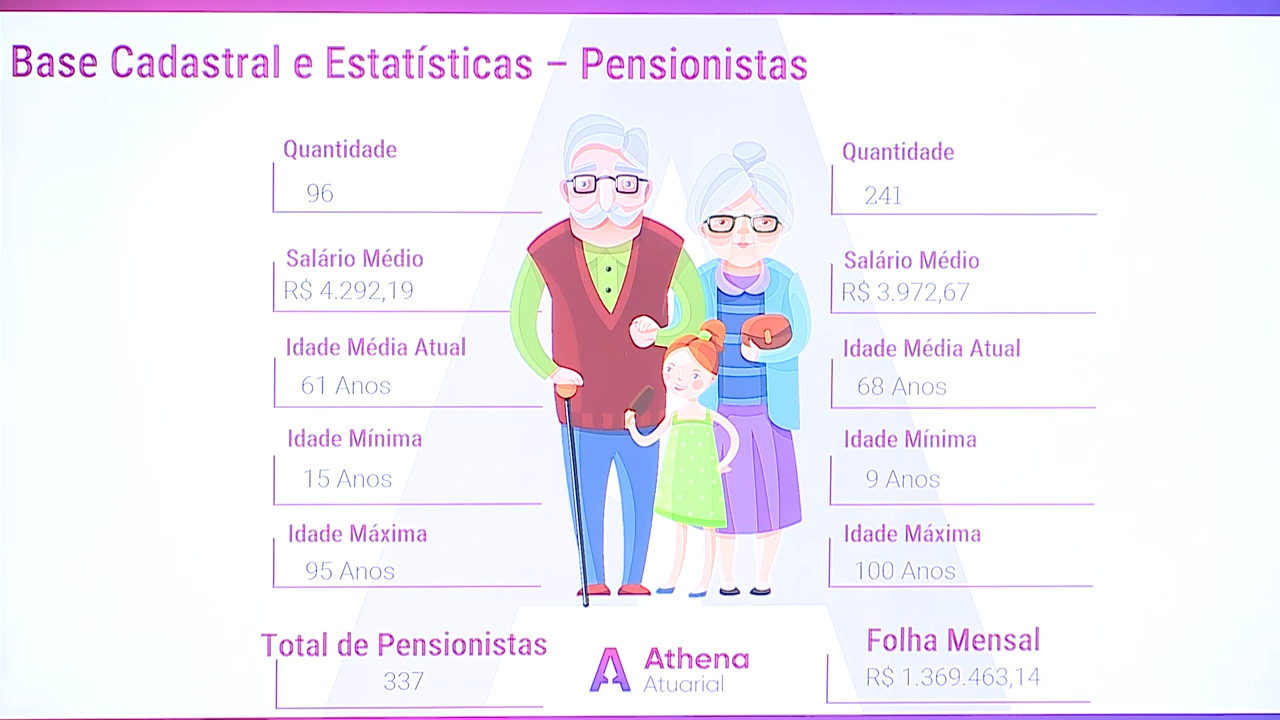 Base Cadastral e Estatísticas – Pensionistas
Quantidade
96
Salário Médio
R$ 4.292,19
Idade Média Atual
61 Anos
Idade Mínima
15 Anos
Idade Máxima
95 Anos
Quantidade
241
Salário Médio
R$ 3.972,67
Idade Média Atual
68 Anos
Idade Mínima
9 Anos
Idade Máxima
100 Anos
Total de Pensionistas
337
Athena
Atuarial
Folha Mensal
R$ 1.369.463,14